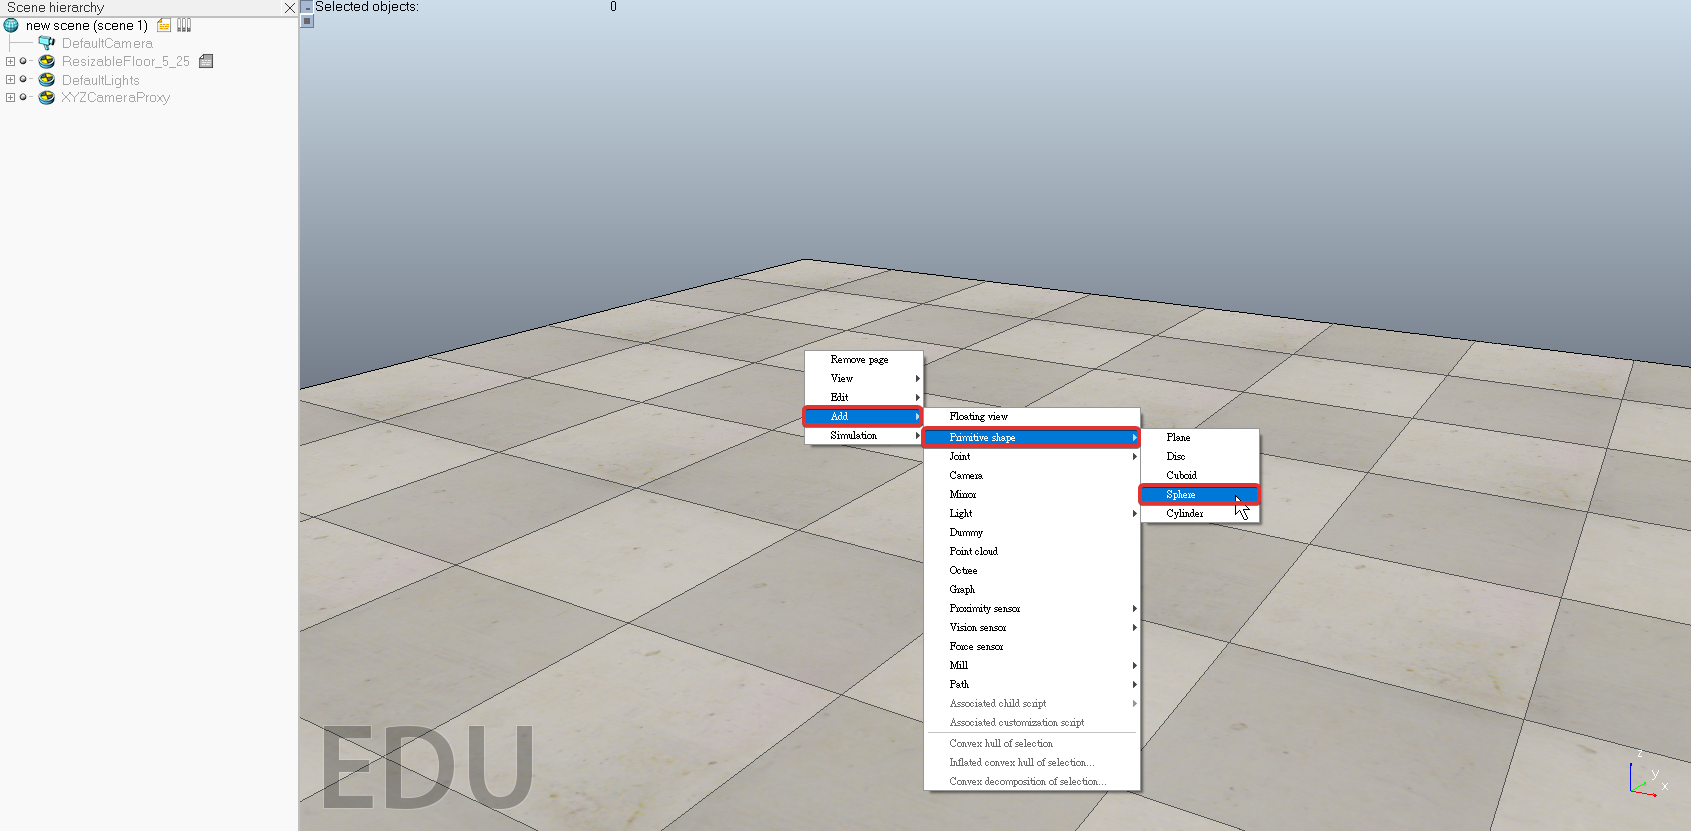 Scene hierarchy
Selected objects: 0
new scene (scene 1)
DefaultCamera
ResizableFloor_5_25
DefaultLights
XYZCameraProxy
Remove page
View
Edit
Add
Simulation
Floating view
Primitive shape
Joint
Camera
Mirror
Light
Dummy
Point cloud
Octree
Graph
Proximity sensor
Vision sensor
Force sensor
Mill
Path
Associated child script
Associated customization script
Convex hull of selection
Inflated convex hull of selection...
Convex decomposition of selection...
Plane
Disc
Cuboid
Sphere
Cylinder
EDU
z
y
x